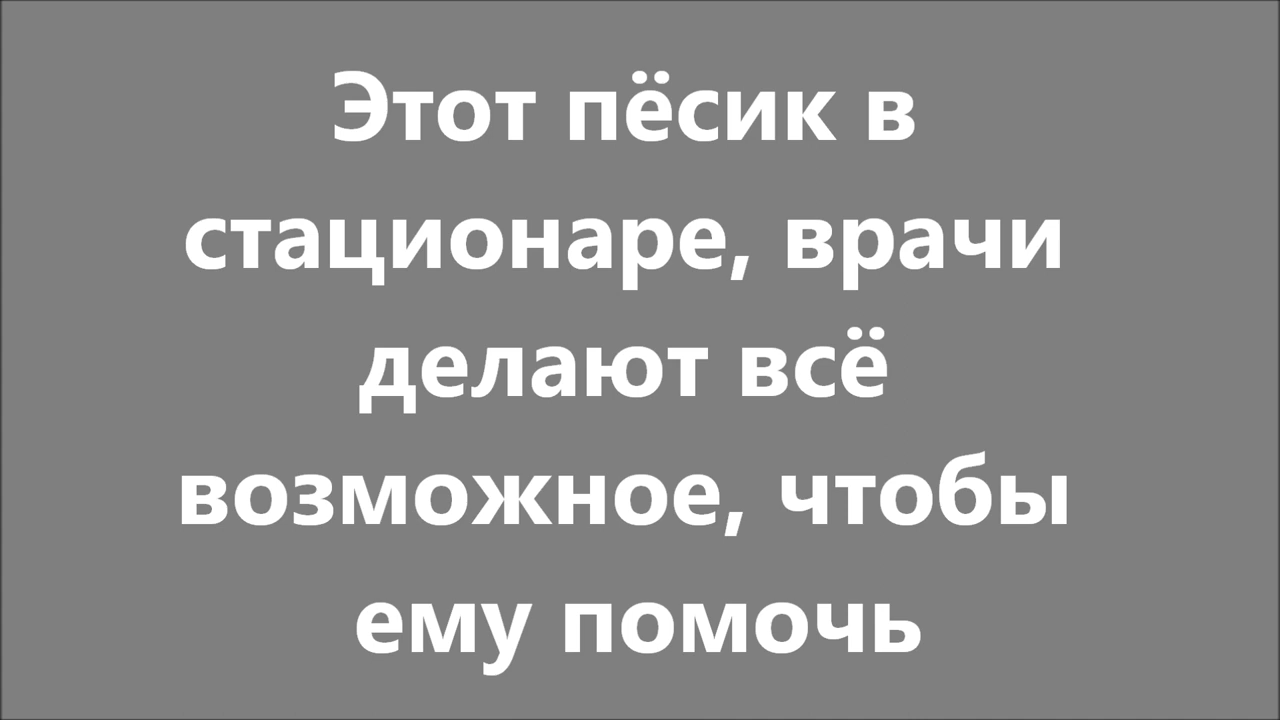 Этот пёсик в
стационаре, врачи
делают всё
возможное, чтобы
ему помочь